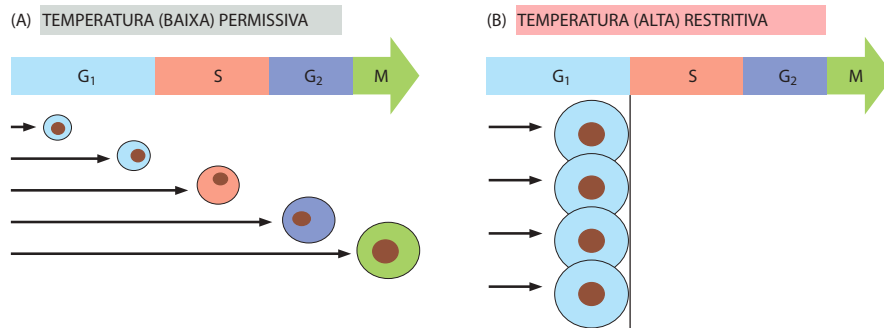 (A) TEMPERATURA (BAIXA) PERMISSIVA
G₁ S G₂ M
(B) TEMPERATURA (ALTA) RESTRITIVA
G₁ S G₂ M